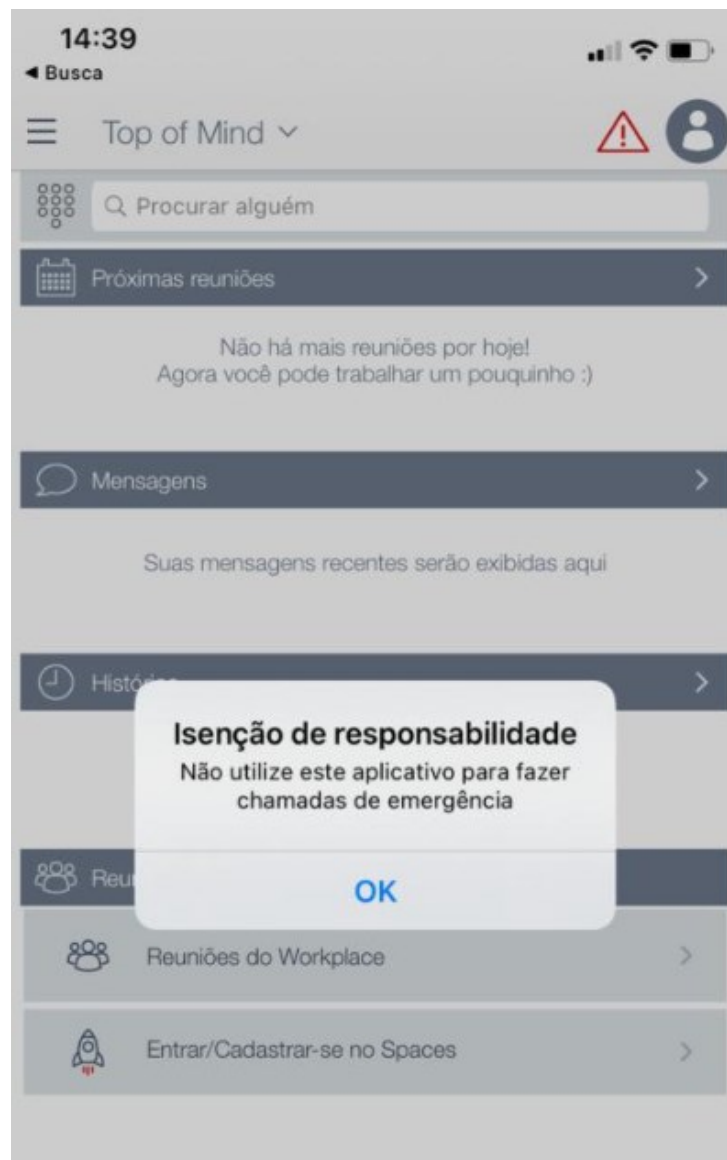 14:39
Busca
Top of Mind
Procurar alguém
Próximas reuniões
Não há mais reuniões por hoje!
Agora você pode trabalhar um pouquinho :)
Mensagens
Suas mensagens recentes serão exibidas aqui
Isenção de responsabilidade
Não utilize este aplicativo para fazer
chamadas de emergência
OK
Reuniões do Workplace
Entrar/Cadastrar-se no Spaces